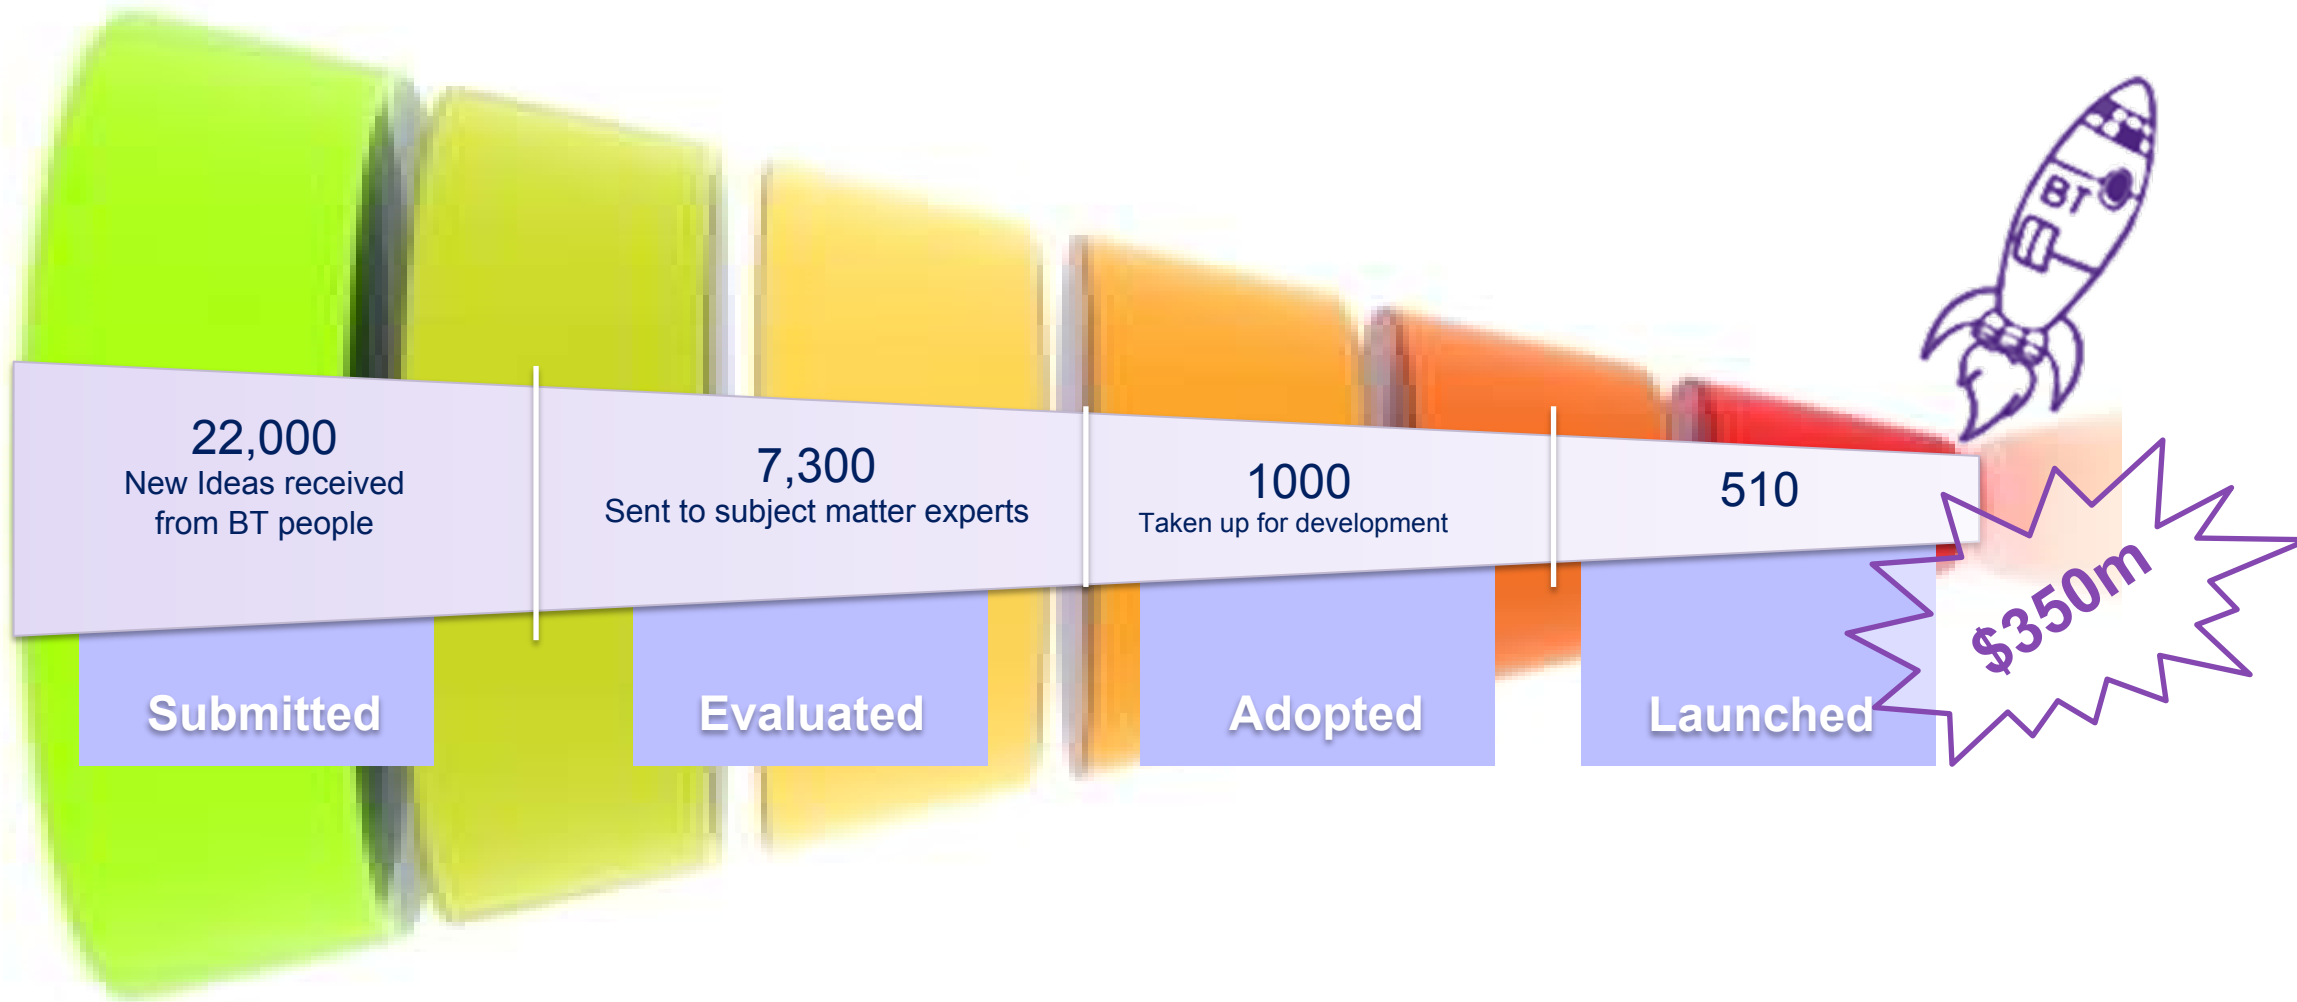 BT
22,000
New Ideas received
from BT people
7,300
Sent to subject matter experts
1000
Taken up for development
510
$350m
Submitted
Evaluated
Adopted
Launched